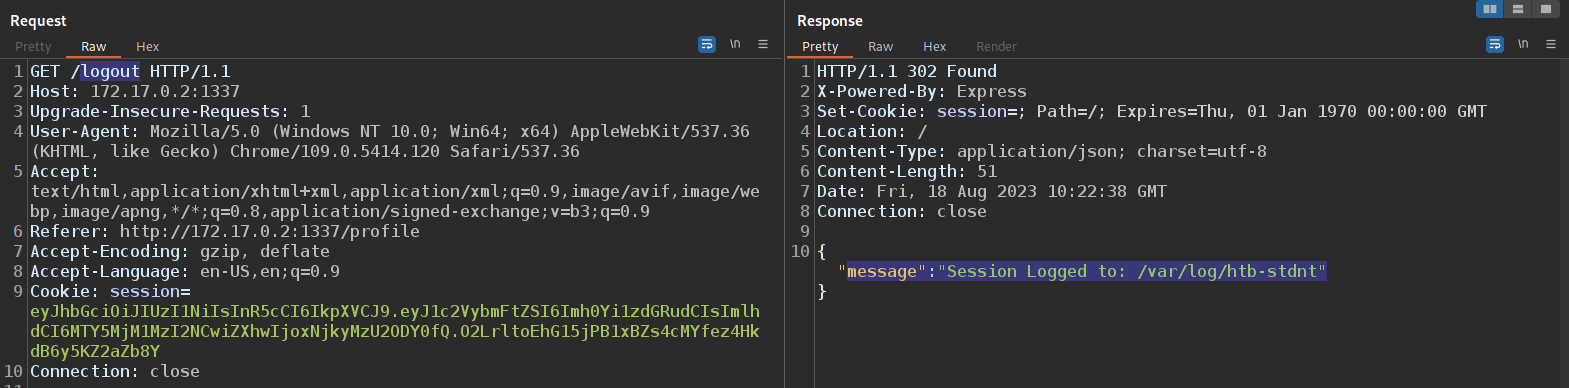 Request
Pretty Raw Hex \n
1 GET /logout HTTP/1.1
2 Host: 172.17.0.2:1337
3 Upgrade-Insecure-Requests: 1
4 User-Agent: Mozilla/5.0 (Windows NT 10.0; Win64; x64) AppleWebKit/537.36
(KHTML, like Gecko) Chrome/109.0.5414.120 Safari/537.36
5 Accept:
text/html,application/xhtml+xml,application/xml;q=0.9,image/avif,image/we
bp,image/apng,*/*;q=0.8,application/signed-exchange;v=b3;q=0.9
6 Referer: http://172.17.0.2:1337/profile
7 Accept-Encoding: gzip, deflate
8 Accept-Language: en-US,en;q=0.9
9 Cookie: session=
eyJhbGciOiJIUzI1NiIsInR5cCI6IkpXVCJ9.eyJ1c2VybmFtZSI6Imh0Yi1zdGRudCIsImlh
dCI6MTY5MjM1MzI2NCwiZXhwIjoxNjkyMzU2ODY0fQ.O2LrltoEhG15jPB1xBZs4cMYfez4Hk
dB6y5KZ2aZb8Y
10 Connection: close
Response
Pretty Raw Hex Render \n
1 HTTP/1.1 302 Found
2 X-Powered-By: Express
3 Set-Cookie: session=; Path=/; Expires=Thu, 01 Jan 1970 00:00:00 GMT
4 Location: /
5 Content-Type: application/json; charset=utf-8
6 Content-Length: 51
7 Date: Fri, 18 Aug 2023 10:22:38 GMT
8 Connection: close
9
10 {
"message":"Session Logged to: /var/log/htb-stdnt"
}